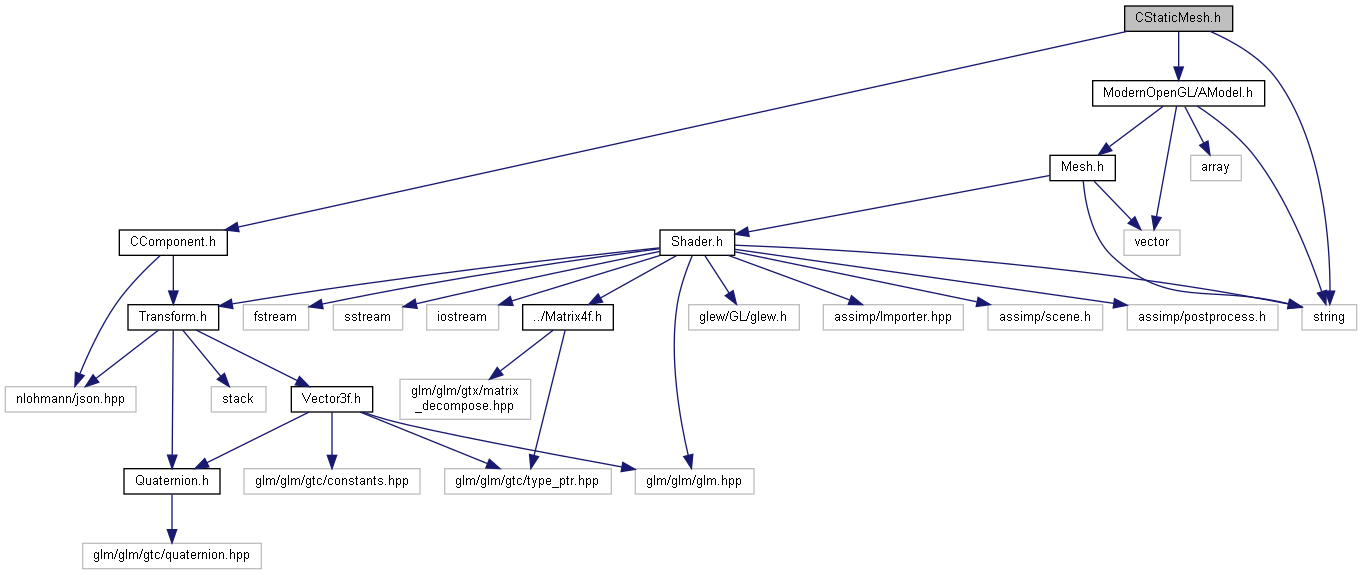 CStaticMesh.h
ModernOpenGL/AModel.h
Mesh.h
array
CComponent.h
Shader.h
vector
Transform.h
fstream
sstream
iostream
../Matrix4f.h
glew/GL/glew.h
assimp/Importer.hpp
assimp/scene.h
assimp/postprocess.h
string
nlohmann/json.hpp
stack
Vector3f.h
glm/glm/gtx/matrix
_decompose.hpp
Quaternion.h
glm/glm/gtc/constants.hpp
glm/glm/gtc/type_ptr.hpp
glm/glm/glm.hpp
glm/glm/gtc/quaternion.hpp